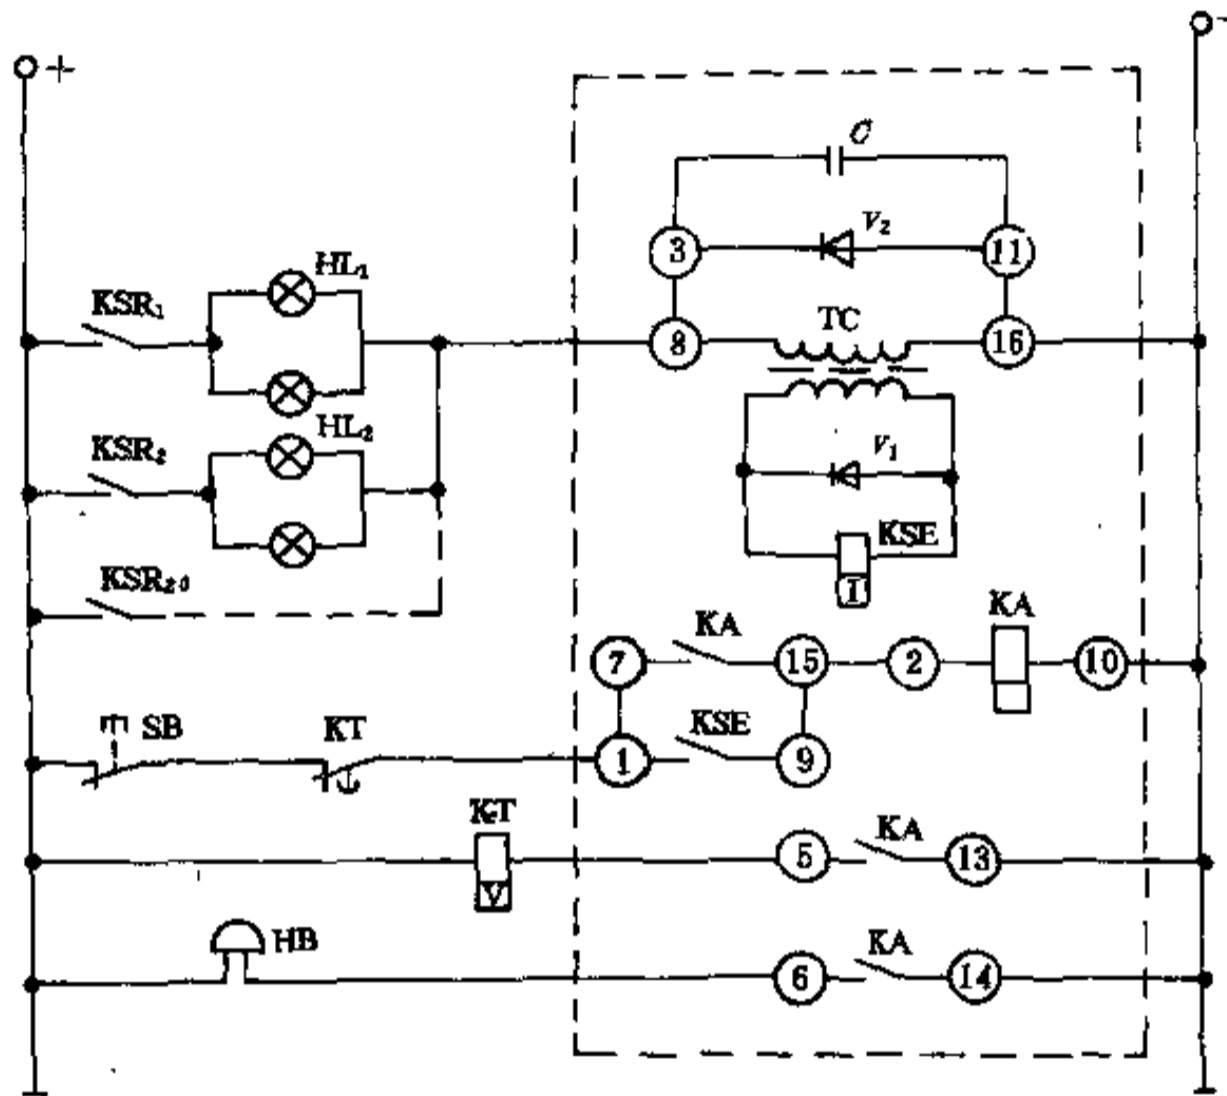 +
−
C
3
V₂
11
HL₁
KSR₁
8
TC
16
HL₂
KSR₂
V₁
KSE
I
KSR₂₀
KA
KA
7
15
2
10
SB
KT
1
KSE
9
KT
V
5
KA
13
HB
6
KA
14